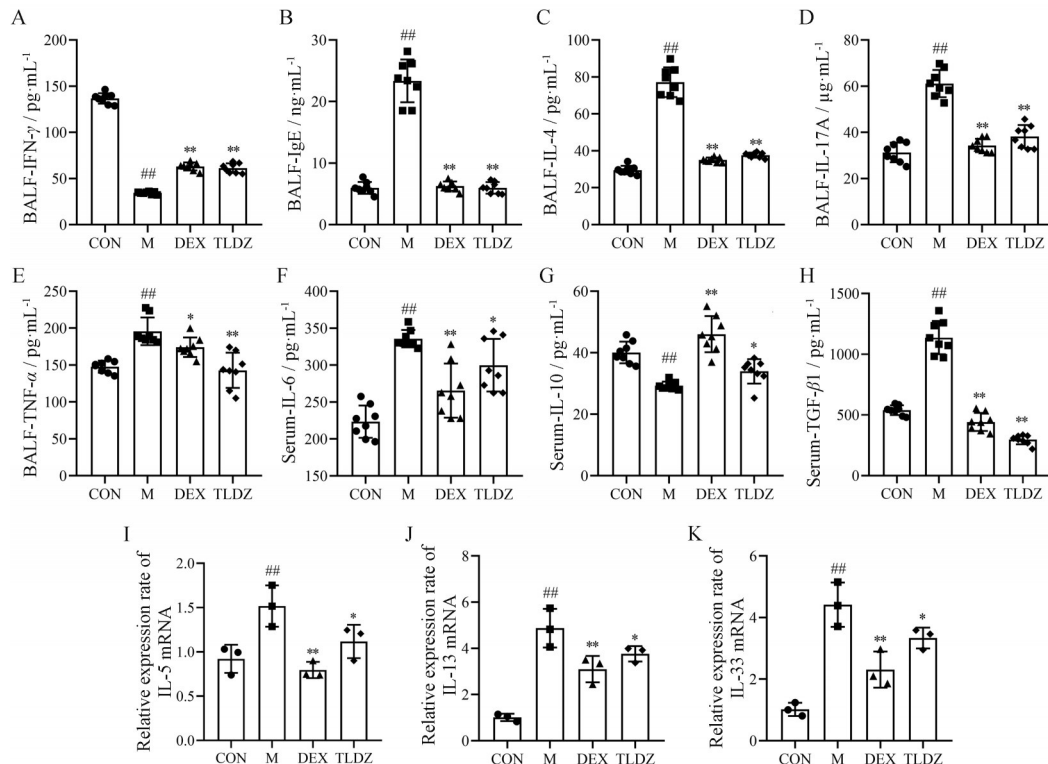 A
BALF-IFN-γ / pg·mL⁻¹
200
150
100
50
0
##
**
**
CON M DEX TLDZ
B
BALF-IgE / ng·mL⁻¹
30
20
10
0
##
**
**
CON M DEX TLDZ
C
BALF-IL-4 / pg·mL⁻¹
100
80
60
40
20
##
**
**
CON M DEX TLDZ
D
BALF-IL-17A / μg·mL⁻¹
80
60
40
20
0
##
**
**
CON M DEX TLDZ
E
BALF-TNF-α / pg·mL⁻¹
250
200
150
100
50
0
##
*
**
CON M DEX TLDZ
F
Serum-IL-6 / pg·mL⁻¹
400
350
300
250
200
150
##
**
*
CON M DEX TLDZ
G
Serum-IL-10 / pg·mL⁻¹
60
40
20
0
##
**
*
CON M DEX TLDZ
H
Serum-TGF-β1 / pg·mL⁻¹
1500
1000
500
0
##
**
**
CON M DEX TLDZ
I
Relative expression rate of
IL-5 mRNA
2.0
1.5
1.0
0.5
0.0
##
**
*
CON M DEX TLDZ
J
Relative expression rate of
IL-13 mRNA
8
6
4
2
0
##
**
*
CON M DEX TLDZ
K
Relative expression rate of
IL-33 mRNA
6
4
2
0
##
**
*
CON M DEX TLDZ